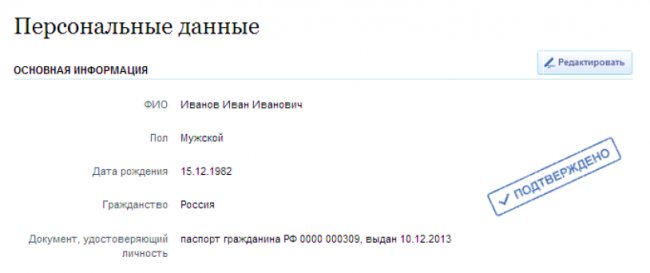 Персональные данные
Редактировать
ОСНОВНАЯ ИНФОРМАЦИЯ
ФИО Иванов Иван Иванович
Пол Мужской
ПОДТВЕРЖДЕНО
Дата рождения 15.12.1982
Гражданство Россия
Документ, удостоверяющий паспорт гражданина РФ 0000 000309, выдан 10.12.2013
личность